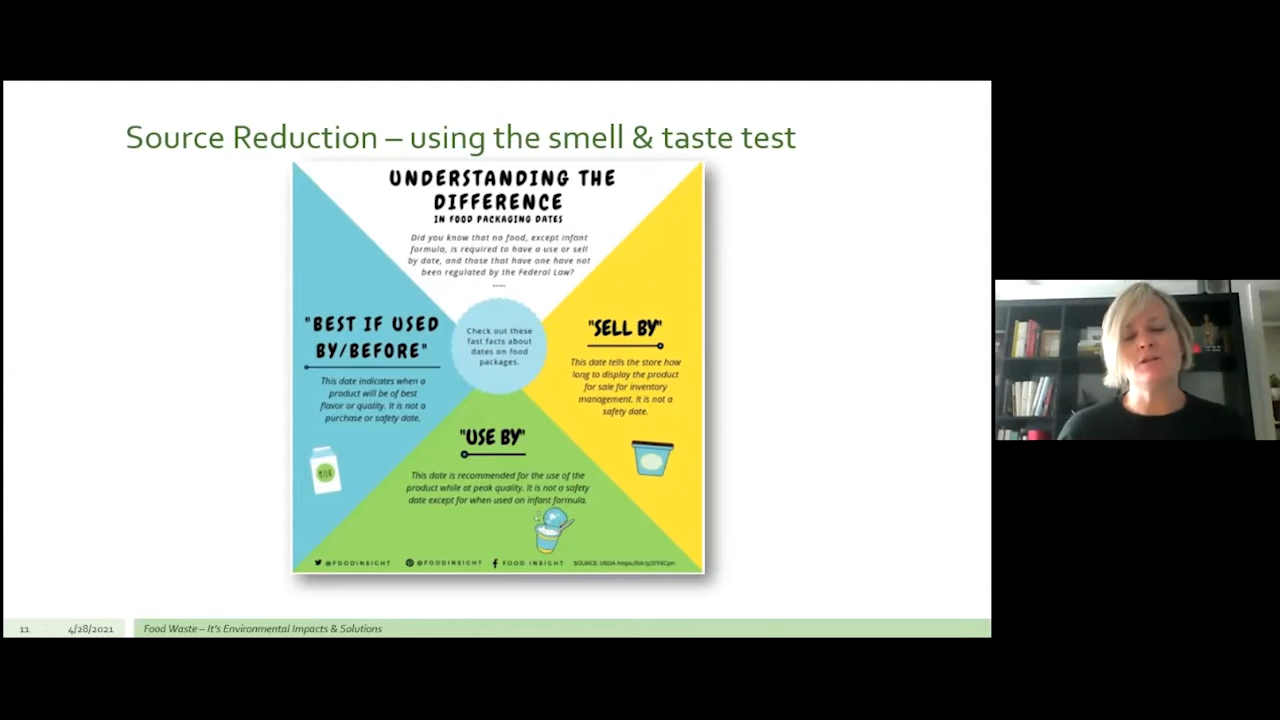 Source Reduction – using the smell & taste test
UNDERSTANDING THE
DIFFERENCE
IN FOOD PACKAGING DATES
Did you know that no food, except infant
formula, is required to have a use or sell
by date, and those that have one have not
been regulated by the Federal Law?
"BEST IF USED
BY/BEFORE"
This date indicates when a
product will be of best
flavor or quality. It is not a
purchase or safety date.
Check out these
fast facts about
dates on food
packages.
"SELL BY"
This date tells the store how
long to display the product
for sale for inventory
management. It is not a
safety date.
"USE BY"
This date is recommended for the use of the
product while at peak quality. It is not a safety
date except for when used on infant formula.
MILK
@FOODINSIGHT
@FOODINSIGHT
FOOD INSIGHT
SOURCE: USDA
11
4/28/2021
Food Waste – It's Environmental Impacts & Solutions